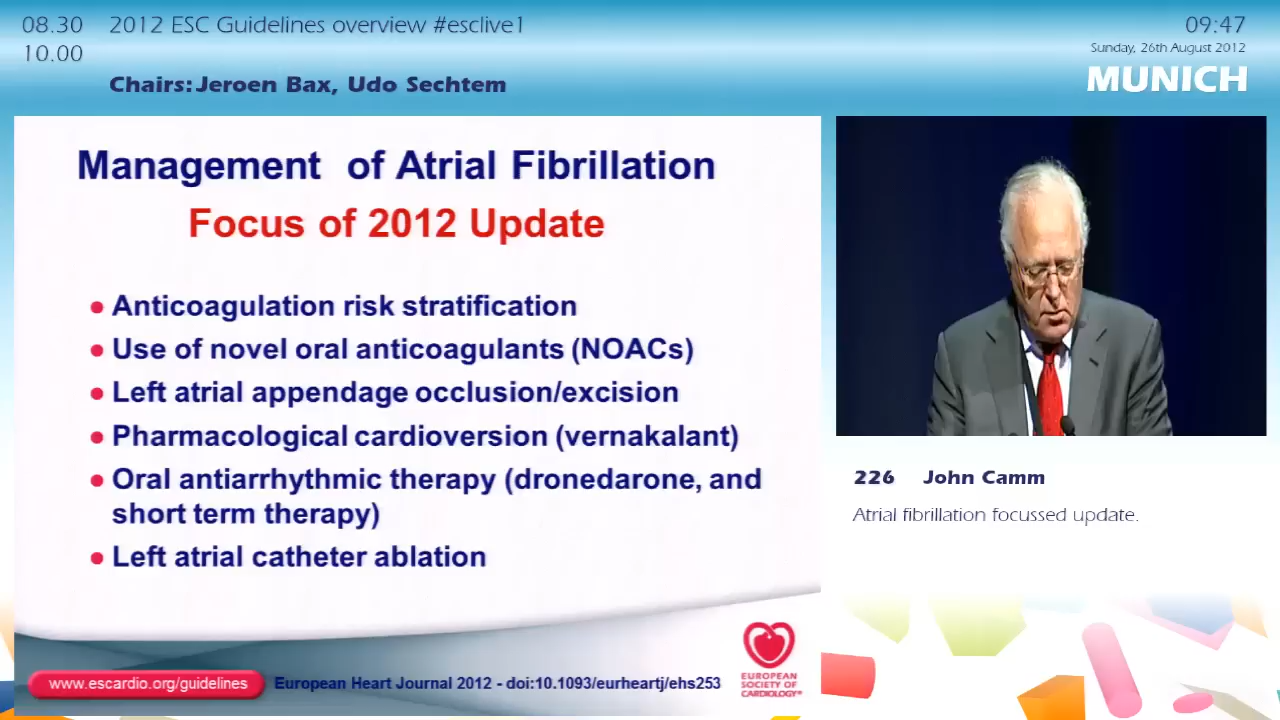 08.30 2012 ESC Guidelines overview #esclive1
10.00
Chairs: Jeroen Bax, Udo Sechtem
09:47
Sunday, 26th August 2012
MUNICH
Management of Atrial Fibrillation
Focus of 2012 Update
• Anticoagulation risk stratification
• Use of novel oral anticoagulants (NOACs)
• Left atrial appendage occlusion/excision
• Pharmacological cardioversion (vernakalant)
• Oral antiarrhythmic therapy (dronedarone, and
short term therapy)
• Left atrial catheter ablation
www.escardio.org/guidelines
European Heart Journal 2012 - doi:10.1093/eurheartj/ehs253
EUROPEAN
SOCIETY OF
CARDIOLOGY®
226 John Camm
Atrial fibrillation focussed update.